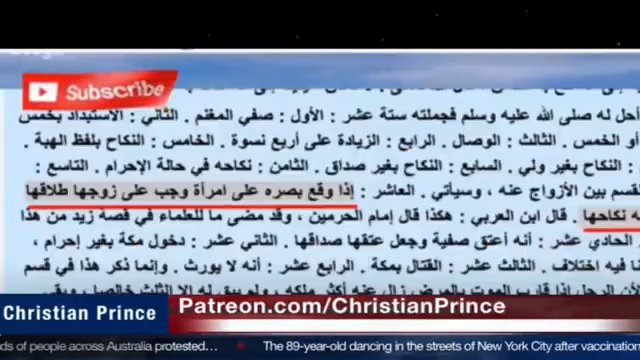 Subscribe
أحل له صلى الله عليه وسلم فجملته ستة عشر : الأول : صفي المغنم . الثاني : الاستبداد بخمس
أو الخمس . الثالث : الوصال . الرابع : الزيادة على أربع نسوة . الخامس : النكاح بلفظ الهبة .
النكاح بغير ولي . السابع : النكاح بغير صداق . الثامن : نكاحه في حالة الإحرام . التاسع :
قسم بين الأزواج عنه ، وسيأتي . العاشر : إذا وقع بصره على امرأة وجب على زوجها طلاقها
نكاحها . قال ابن العربي : هكذا قال إمام الحرمين ، وقد مضى ما للعلماء في قصة زيد من هذا
الحادي عشر : أنه أعتق صفية وجعل عتقها صداقها . الثاني عشر : دخول مكة بغير إحرام ،
فيه اختلاف . الثالث عشر : القتال بمكة . الرابع عشر : أنه لا يورث . وإنما ذكر هذا في قسم
Christian Prince
Patreon.com/ChristianPrince
ds of people across Australia protested... The 89-year-old dancing in the streets of New York City after vaccination